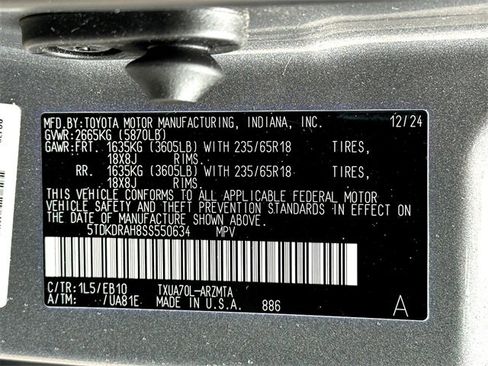 MFD.BY:TOYOTA MOTOR MANUFACTURING, INDIANA, INC. 12/24
GVWR:2665KG (5870LB)
GAWR:FRT. 1635KG (3605LB) WITH 235/65R18 TIRES,
18X8J RIMS.
RR. 1635KG (3605LB) WITH 235/65R18 TIRES,
18X8J RIMS.
THIS VEHICLE CONFORMS TO ALL APPLICABLE FEDERAL MOTOR
VEHICLE SAFETY AND THEFT PREVENTION STANDARDS IN EFFECT ON THE
DATE OF MANUFACTURE SHOWN ABOVE.
5TDKDRAH8SS550634 MPV
C/TR:1L5/EB10 TXUA70L-ARZMTA
A/TM: /UA81E MADE IN U.S.A. 886 A